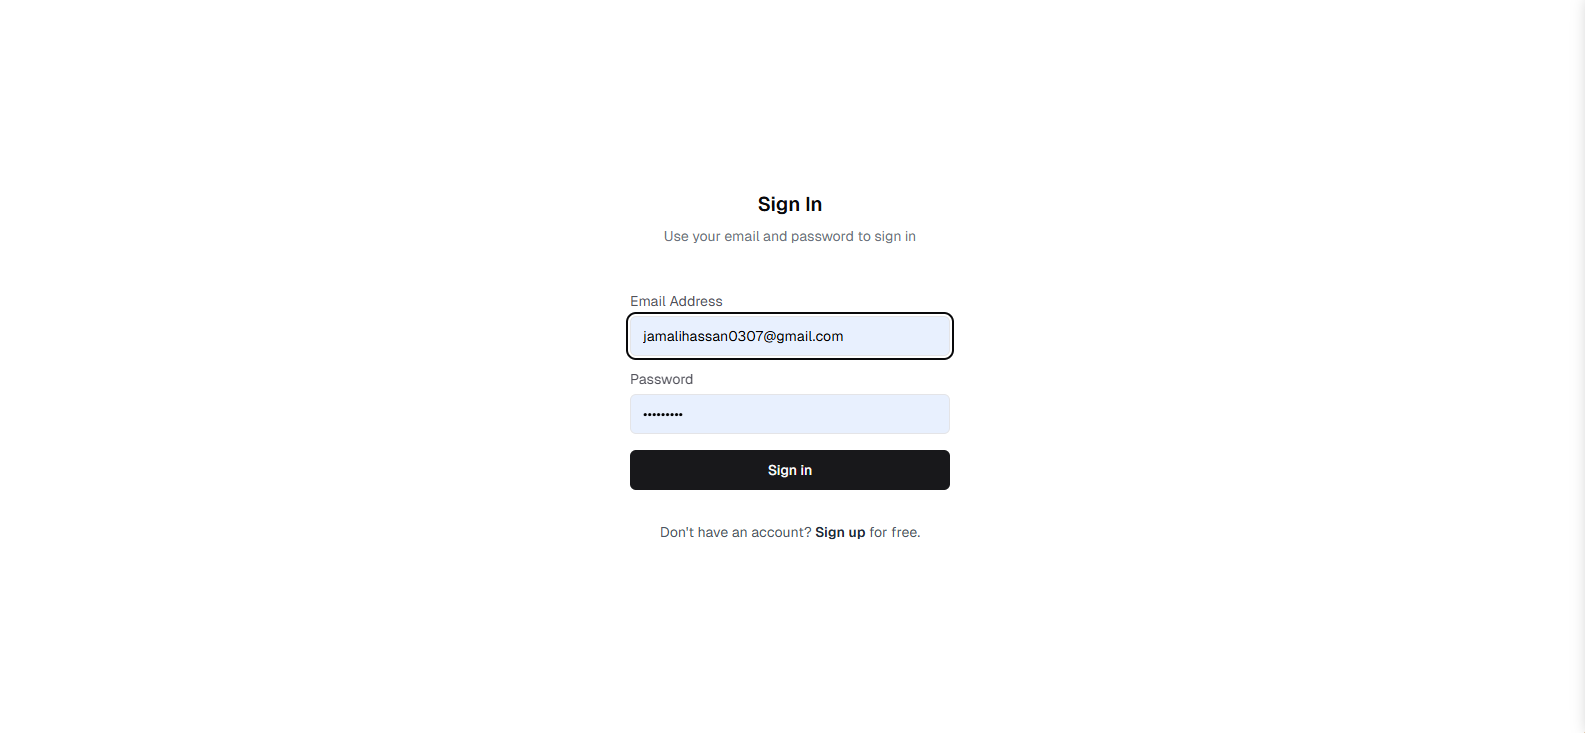 Sign In
Use your email and password to sign in
Email Address
jamalihassan0307@gmail.com
Password
•••••••••
Sign in
Don't have an account? Sign up for free.